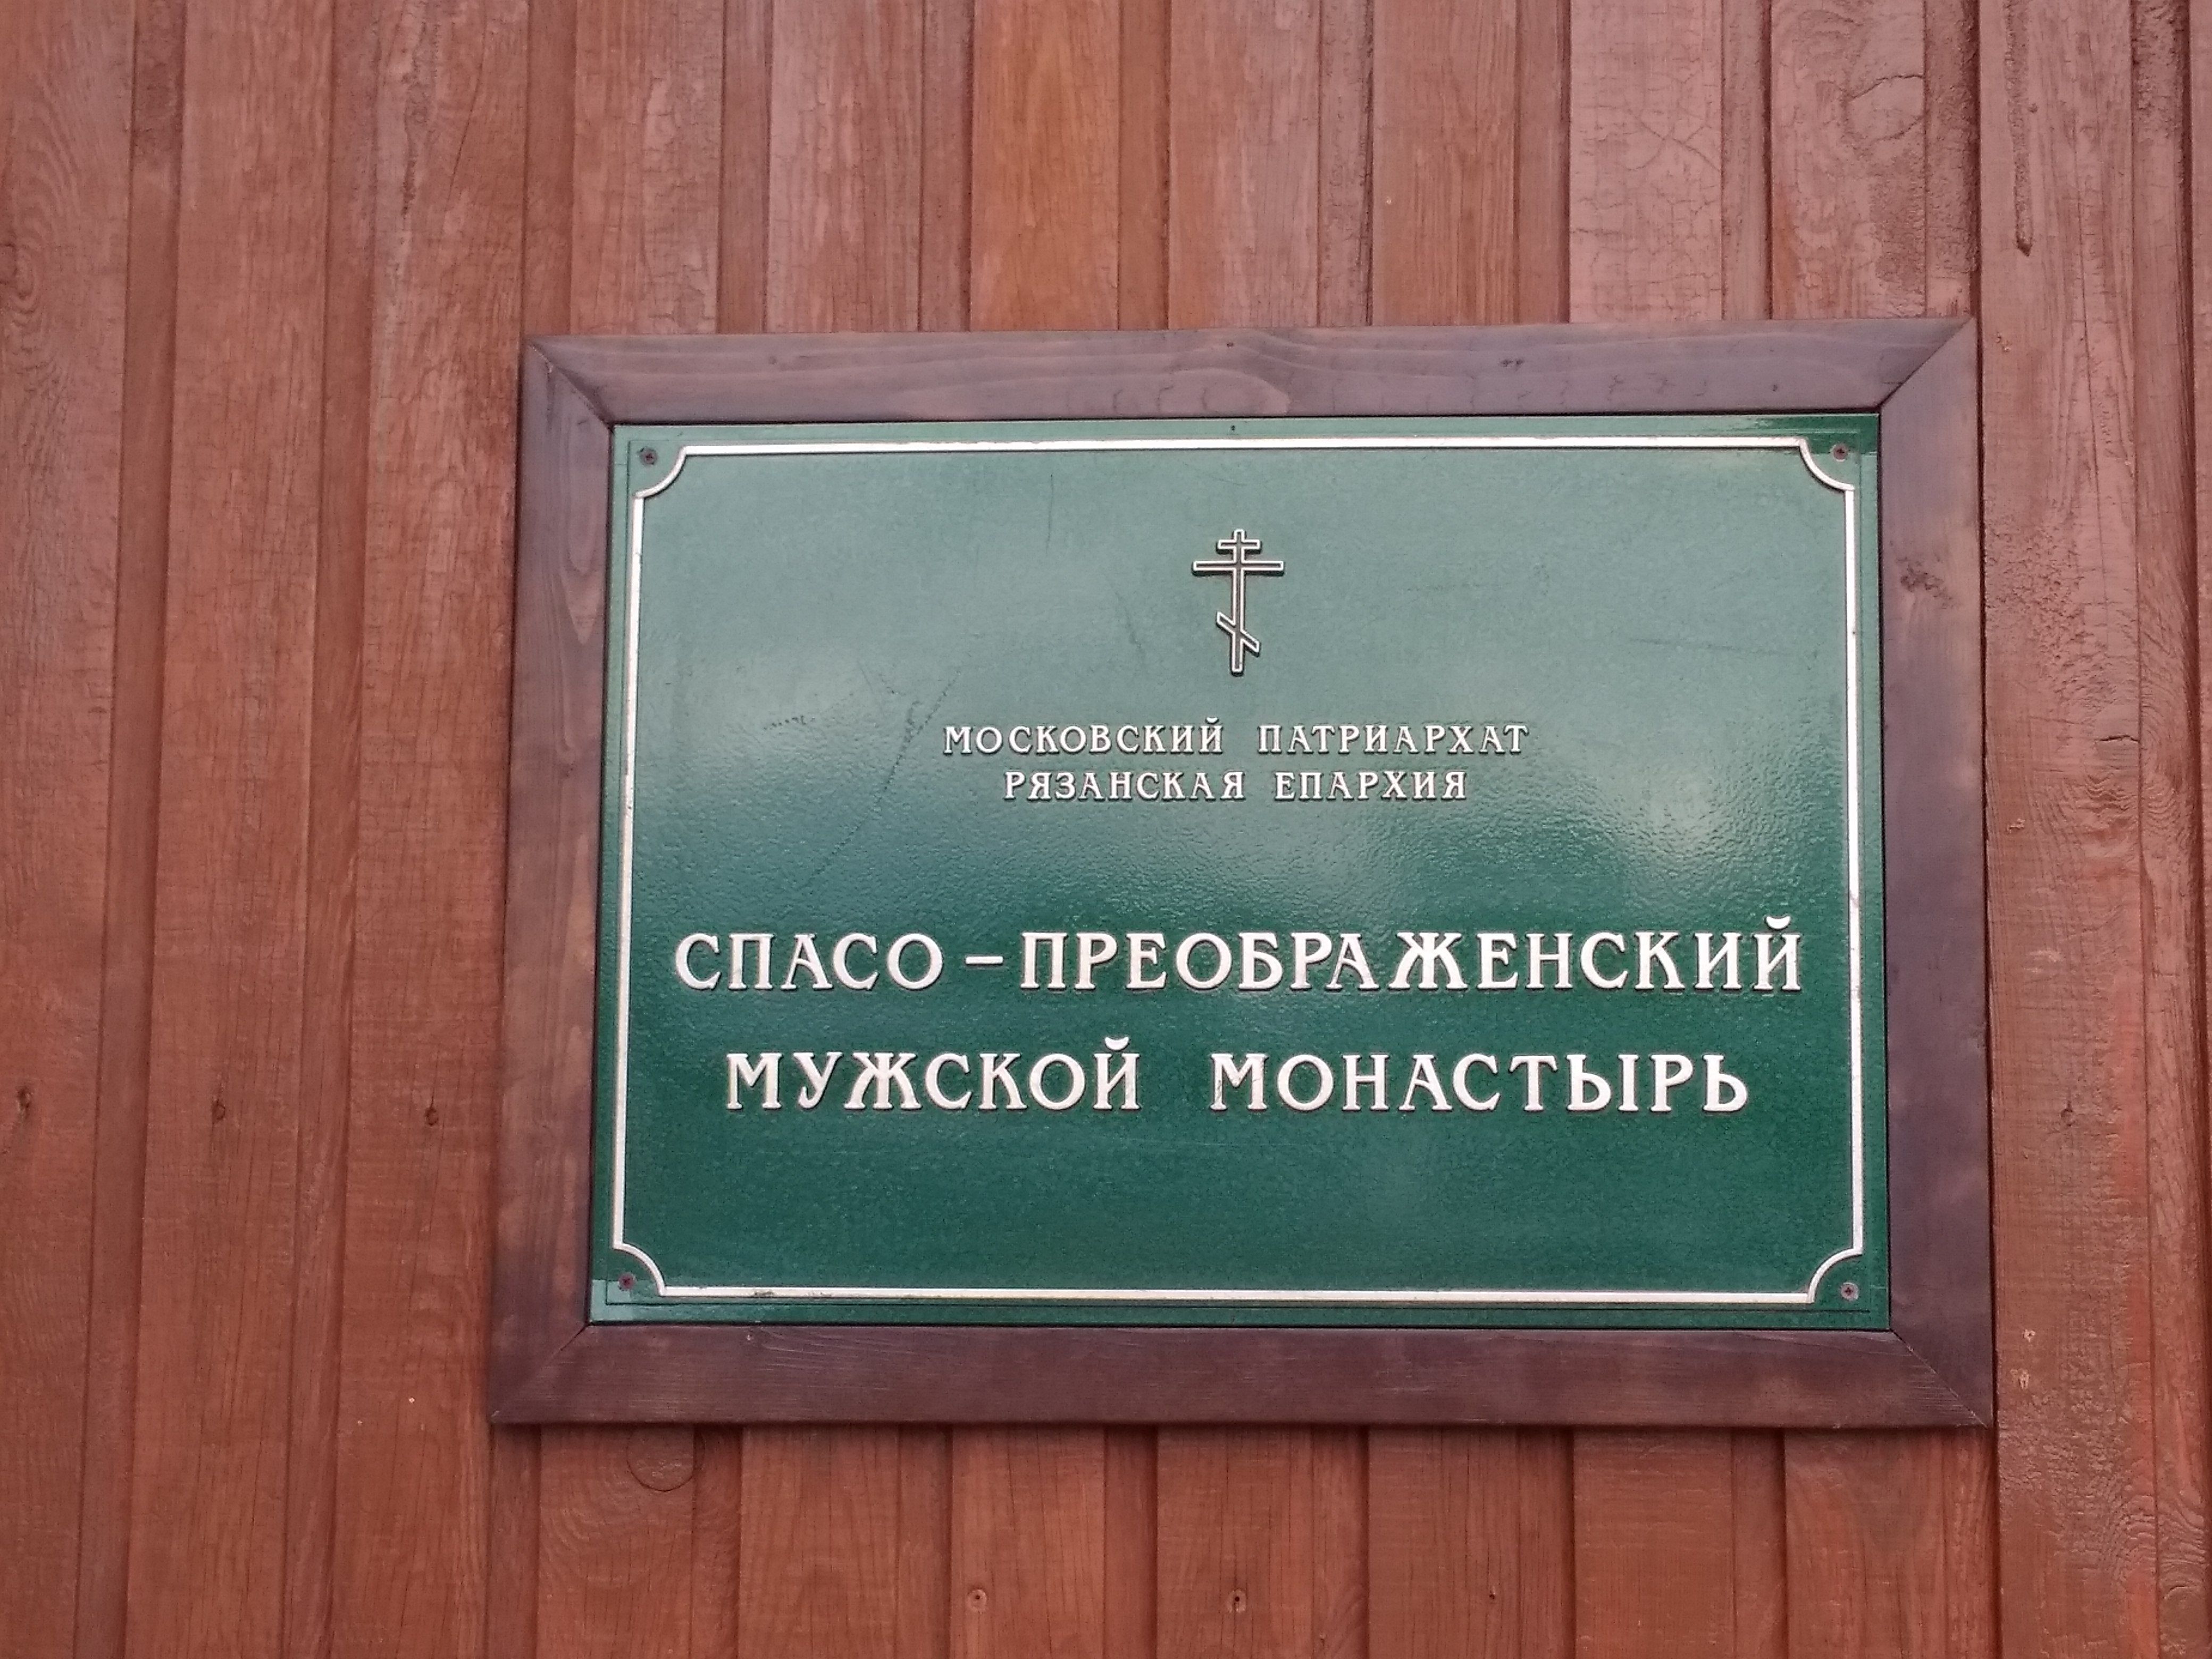 МОСКОВСКИЙ ПАТРИАРХАТ
РЯЗАНСКАЯ ЕПАРХИЯ
СПАСО-ПРЕОБРАЖЕНСКИЙ
МУЖСКОЙ МОНАСТЫРЬ